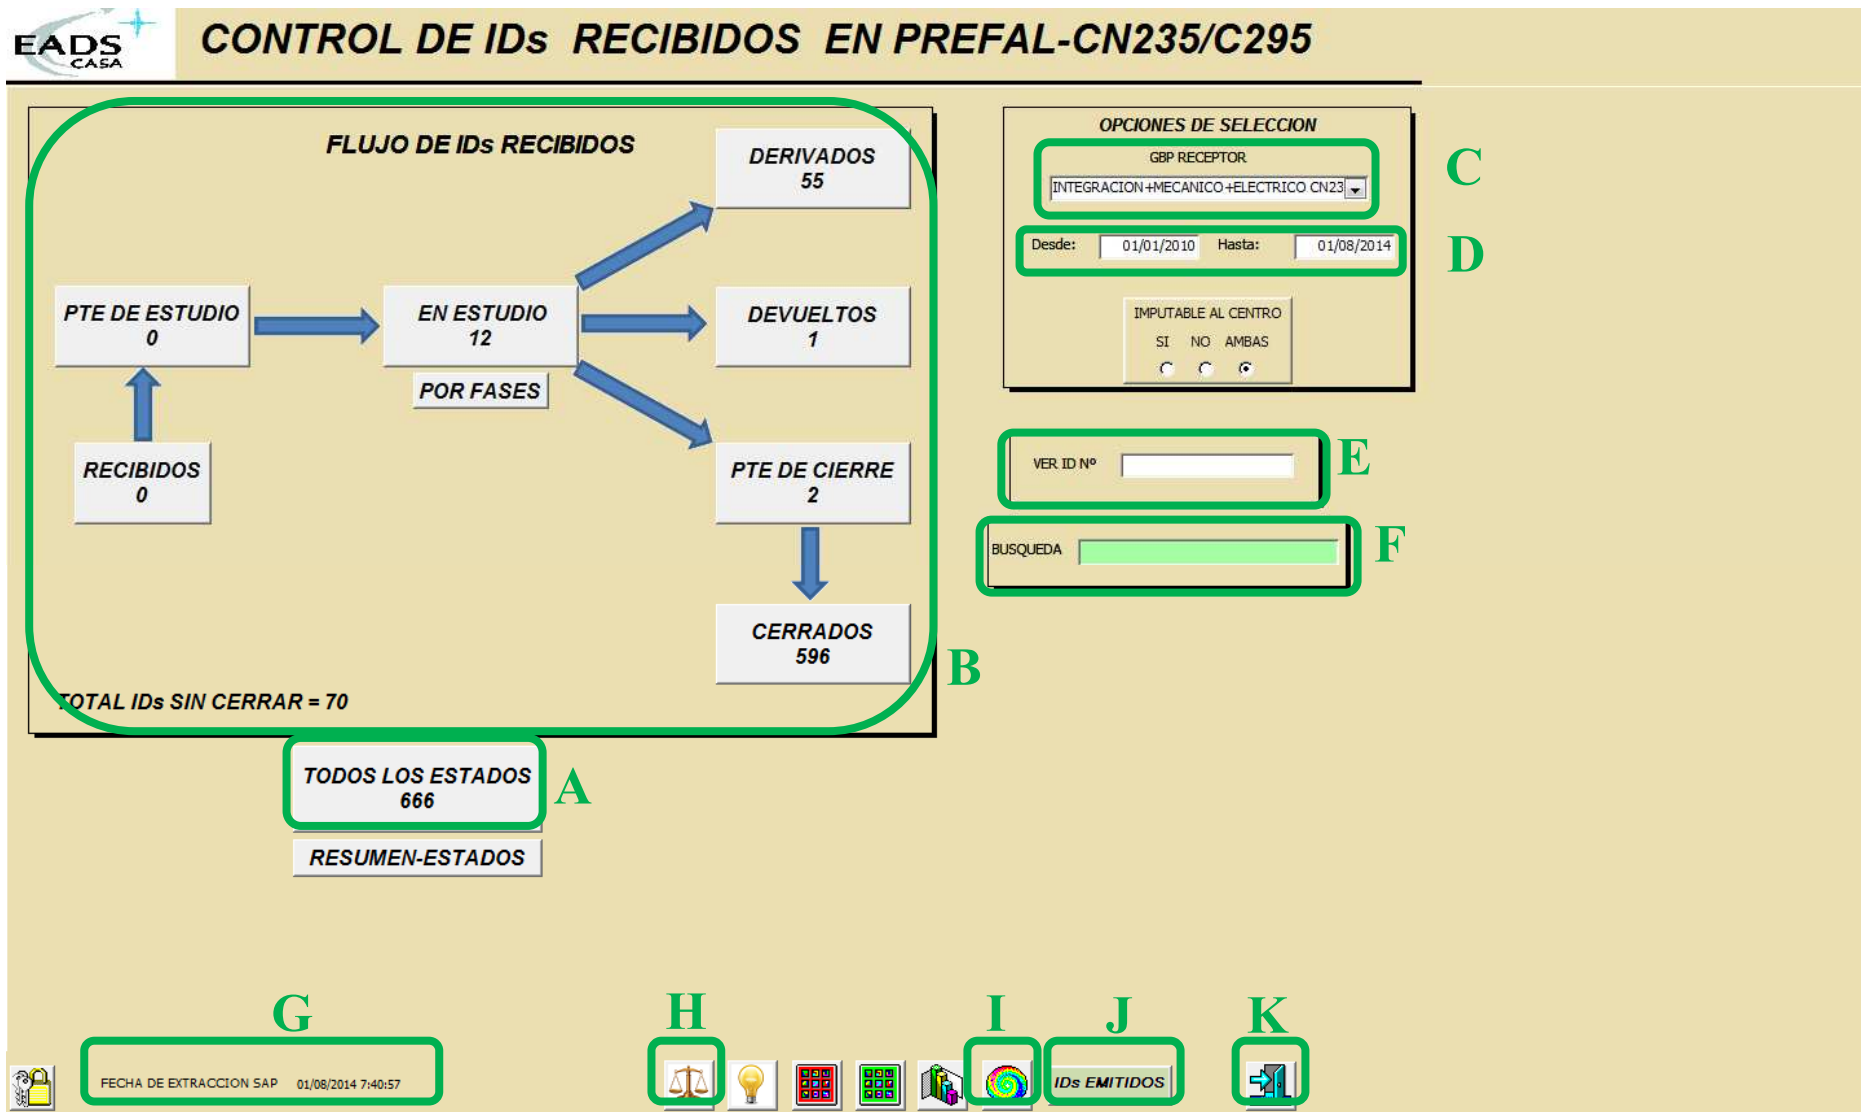 EADS
CASA
CONTROL DE IDs RECIBIDOS EN PREFAL-CN235/C295
FLUJO DE IDs RECIBIDOS
DERIVADOS
55
PTE DE ESTUDIO
0
EN ESTUDIO
12
DEVUELTOS
1
POR FASES
RECIBIDOS
0
PTE DE CIERRE
2
CERRADOS
596
B
TOTAL IDs SIN CERRAR = 70
TODOS LOS ESTADOS
666
A
RESUMEN-ESTADOS
OPCIONES DE SELECCION
GBP RECEPTOR
INTEGRACION+MECANICO+ELECTRICO CN23
C
Desde: 01/01/2010 Hasta: 01/08/2014
D
IMPUTABLE AL CENTRO
SI NO AMBAS
VER ID Nº
E
BUSQUEDA
F
G
H
I
J
K
FECHA DE EXTRACCION SAP 01/08/2014 7:40:57
IDs EMITIDOS